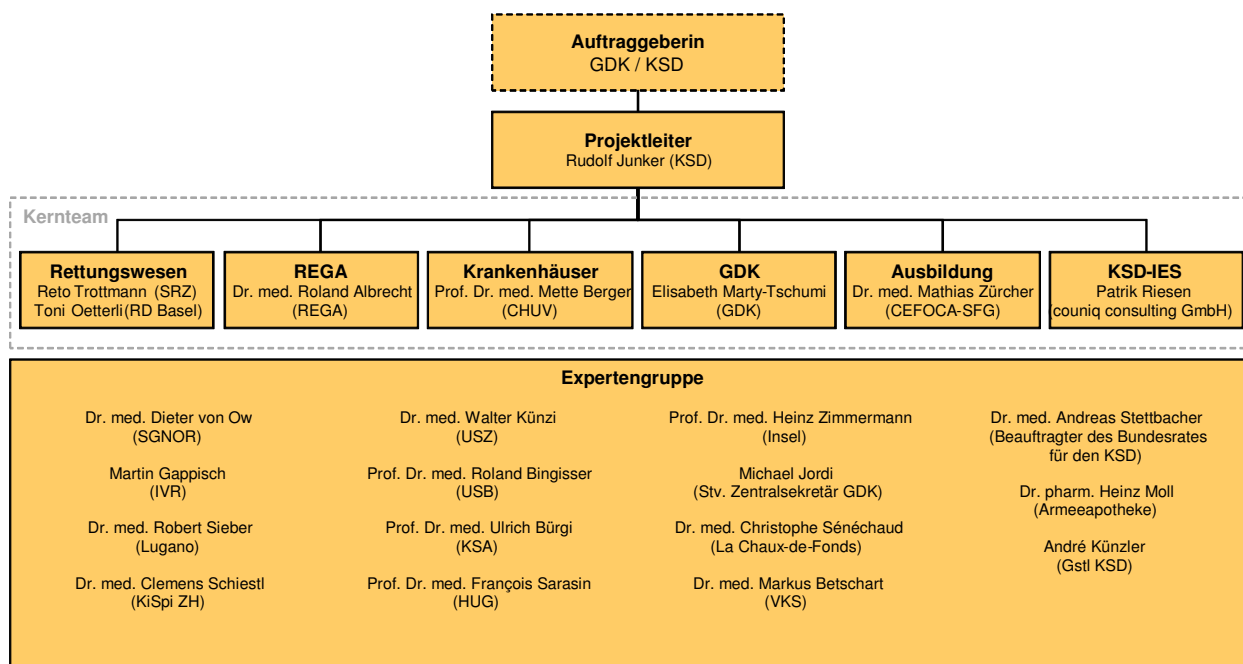 Auftraggeberin
GDK / KSD
Projektleiter
Rudolf Junker (KSD)
Kernteam
Rettungswesen
Reto Trottmann (SRZ)
Toni Oetterli(RD Basel)
REGA
Dr. med. Roland Albrecht
(REGA)
Krankenhäuser
Prof. Dr. med. Mette Berger
(CHUV)
GDK
Elisabeth Marty-Tschumi
(GDK)
Ausbildung
Dr. med. Mathias Zürcher
(CEFOCA-SFG)
KSD-IES
Patrik Riesen
(couniq consulting GmbH)
Expertengruppe
Dr. med. Dieter von Ow
(SGNOR)
Martin Gappisch
(IVR)
Dr. med. Robert Sieber
(Lugano)
Dr. med. Clemens Schiestl
(KiSpi ZH)
Dr. med. Walter Künzi
(USZ)
Prof. Dr. med. Roland Bingisser
(USB)
Prof. Dr. med. Ulrich Bürgi
(KSA)
Prof. Dr. med. François Sarasin
(HUG)
Prof. Dr. med. Heinz Zimmermann
(Insel)
Michael Jordi
(Stv. Zentralsekretär GDK)
Dr. med. Christophe Sénéchaud
(La Chaux-de-Fonds)
Dr. med. Markus Betschart
(VKS)
Dr. med. Andreas Stettbacher
(Beauftragter des Bundesrates
für den KSD)
Dr. pharm. Heinz Moll
(Armeeapotheke)
André Künzler
(Gstl KSD)